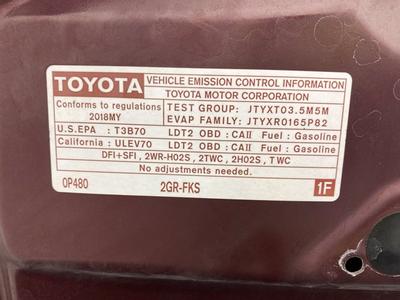 TOYOTA VEHICLE EMISSION CONTROL INFORMATION
TOYOTA MOTOR CORPORATION
Conforms to regulations TEST GROUP: JTYXT03.5M5M
2018MY EVAP FAMILY: JTYXR0165P82
U.S.EPA : T3B70 LDT2 OBD : CAII Fuel : Gasoline
California : ULEV70 LDT2 OBD : CAII Fuel : Gasoline
DFI+SFI , 2WR-HO2S , 2TWC , 2HO2S , TWC
No adjustments needed.
0P480 2GR-FKS 1F